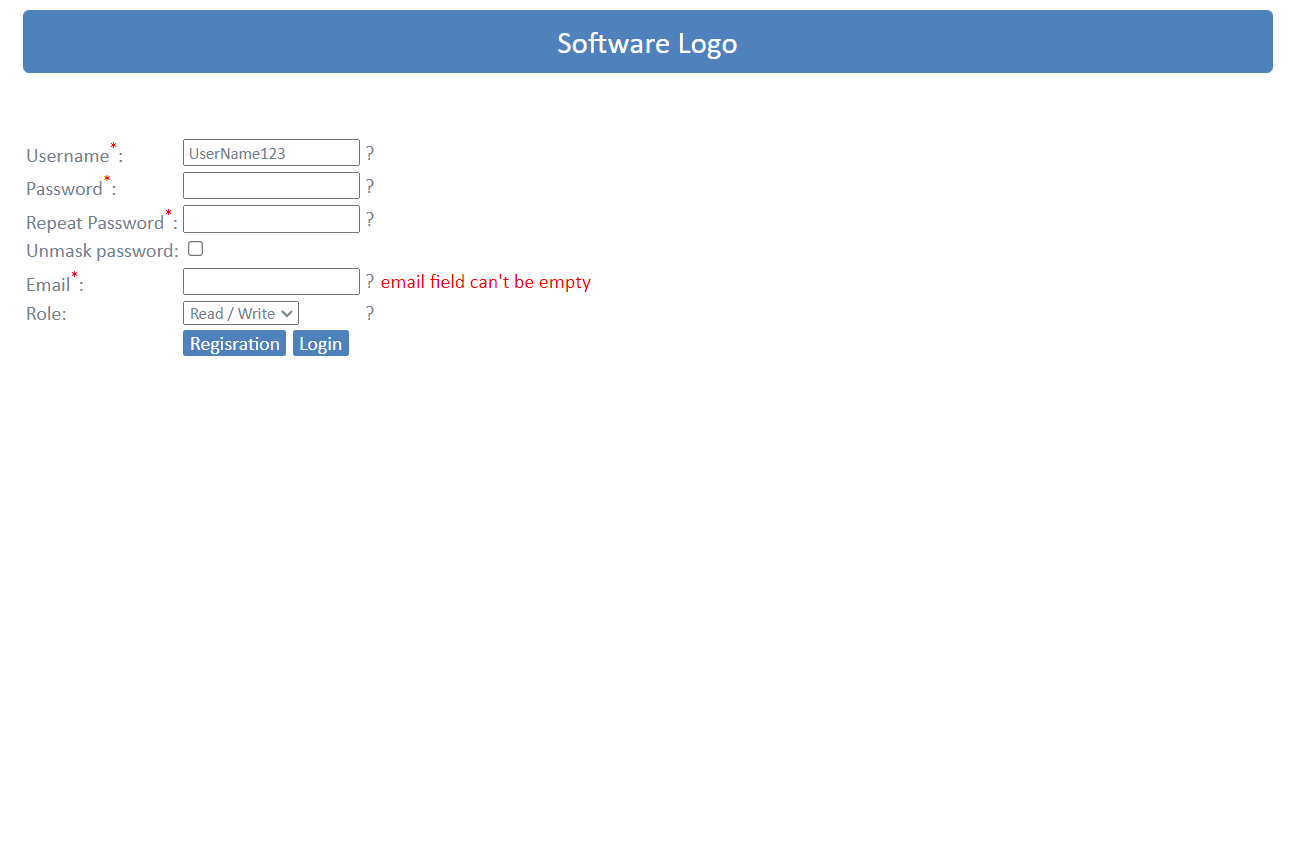 Software Logo
Username*: UserName123 ?
Password*: ?
Repeat Password*: ?
Unmask password:
Email*: ? email field can't be empty
Role: Read / Write ?
Regisration Login